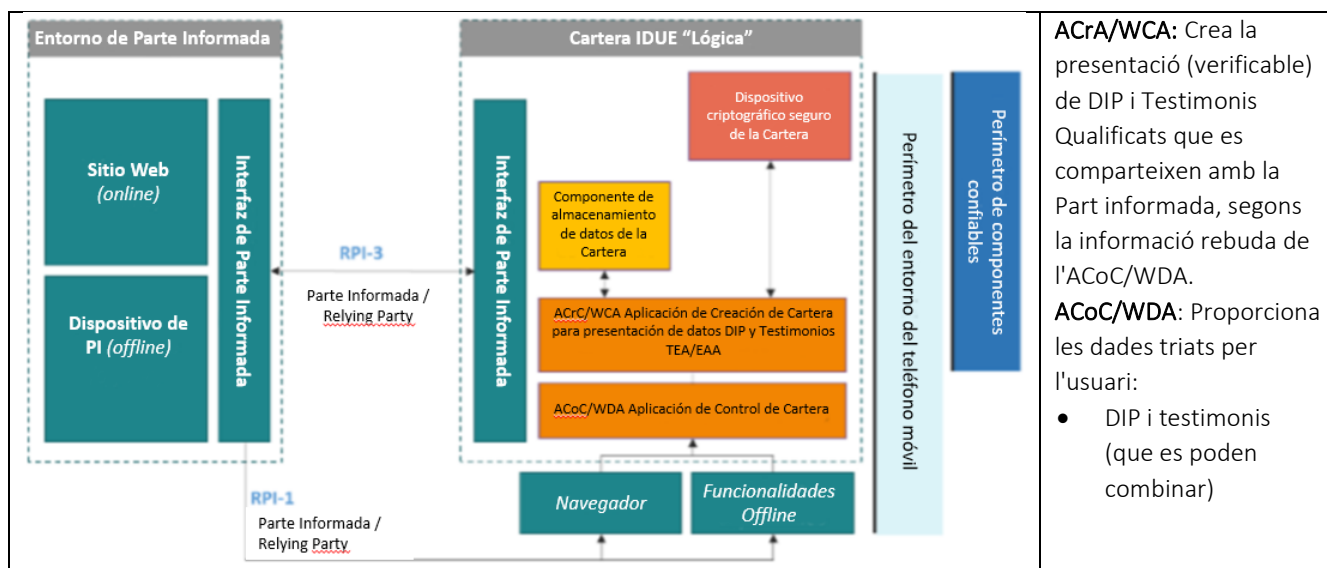 Entorno de Parte Informada
Sitio Web
(online)
Dispositivo de
PI (offline)
Interfaz de Parte Informada
RPI-3
Parte Informada /
Relying Party
RPI-1
Parte Informada /
Relying Party
Cartera IDUE “Lógica”
Interfaz de Parte Informada
Dispositivo
criptográfico seguro
de la Cartera
Componente de
almacenamiento
de datos de la
Cartera
ACrC/WCA Aplicación de Creación de Cartera
para presentación de datos DIP y Testimonios
TEA/EAA
ACoC/WDA Aplicación de Control de Cartera
Navegador
Funcionalidades
Offline
Perímetro del entorno del teléfono móvil
Perímetro de componentes
confiables
ACrA/WCA: Crea la
presentació (verificable)
de DIP i Testimonis
Qualificats que es
comparteixen amb la
Part informada, segons
la informació rebuda de
l'ACoC/WDA.
ACoC/WDA: Proporciona
les dades triats per
l'usuari:
• DIP i testimonis
(que es poden
combinar)